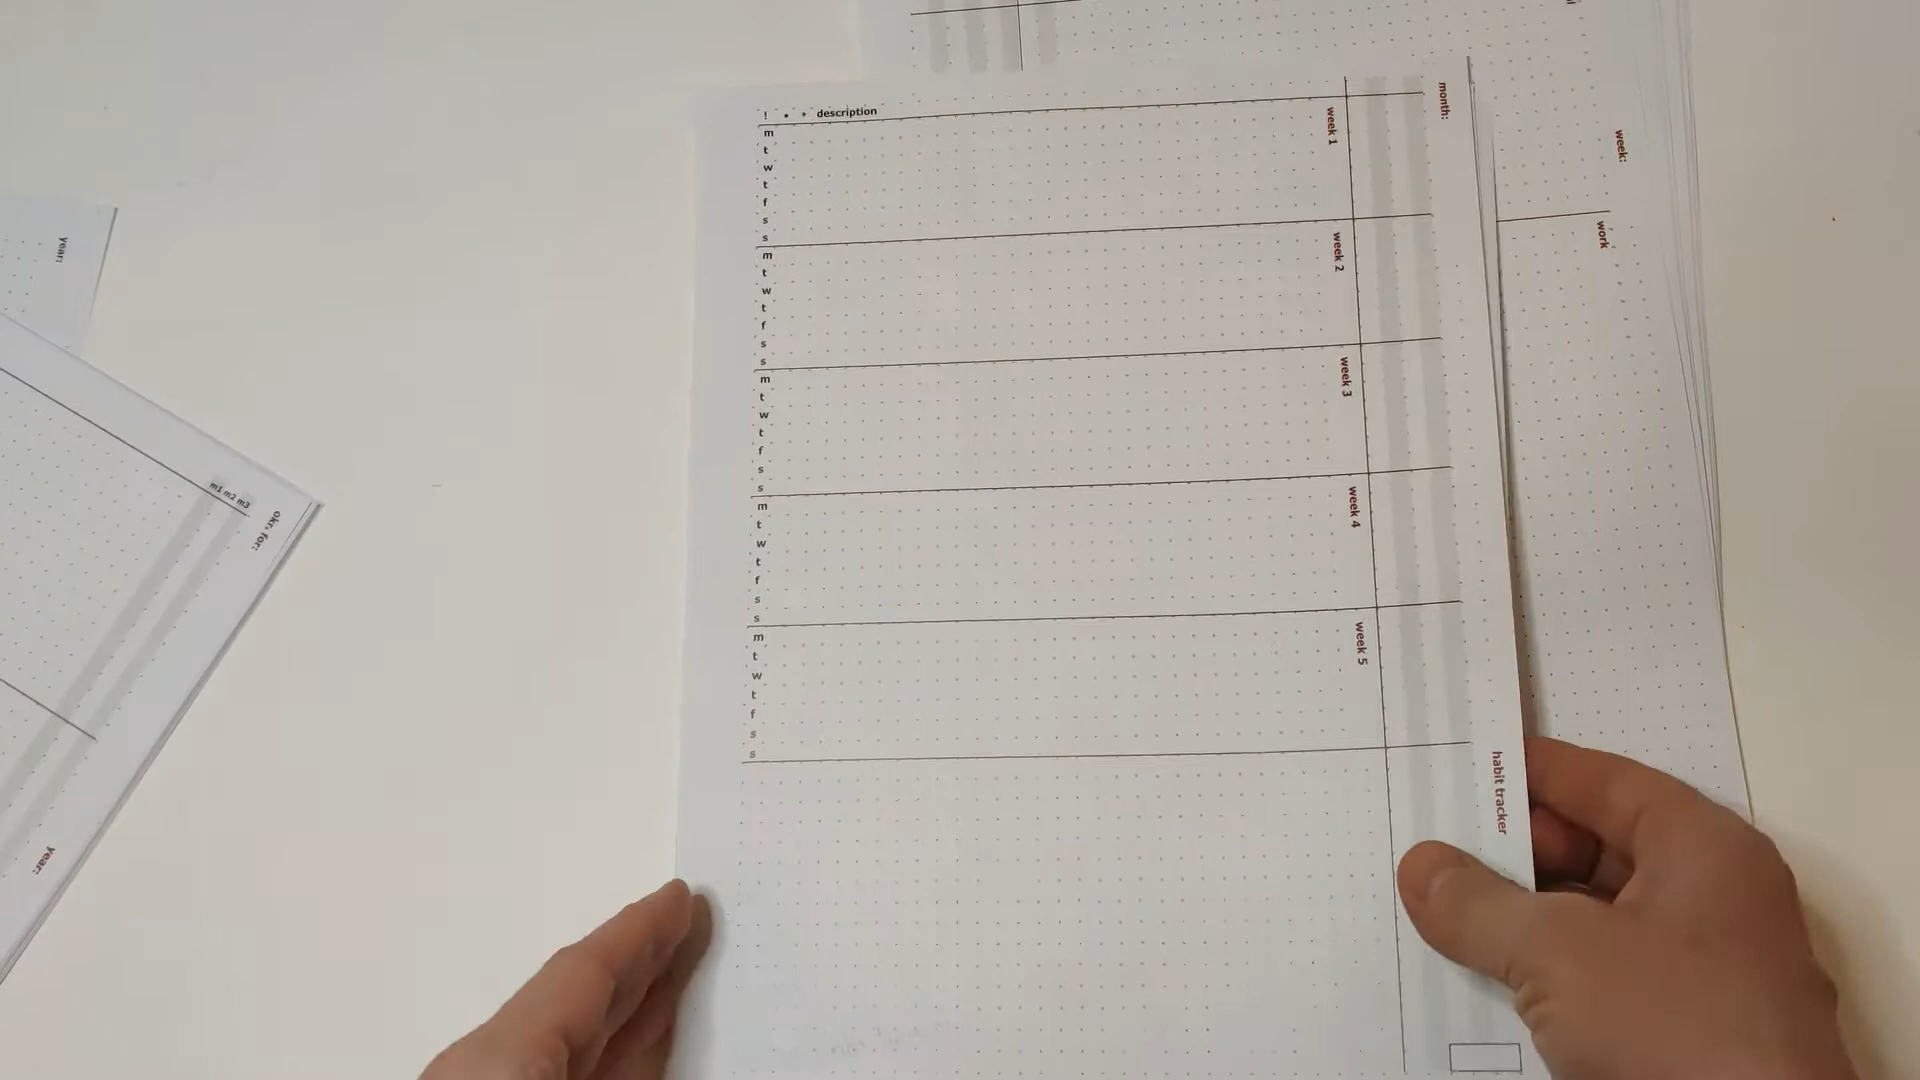 month:
! • • description
week 1
m
t
w
t
f
s
s
week 2
m
t
w
t
f
s
s
week 3
m
t
w
t
f
s
s
week 4
m
t
w
t
f
s
s
week 5
m
t
w
t
f
s
s
habit tracker
week:
work
year:
m1 m2 m3
okr, for:
year: